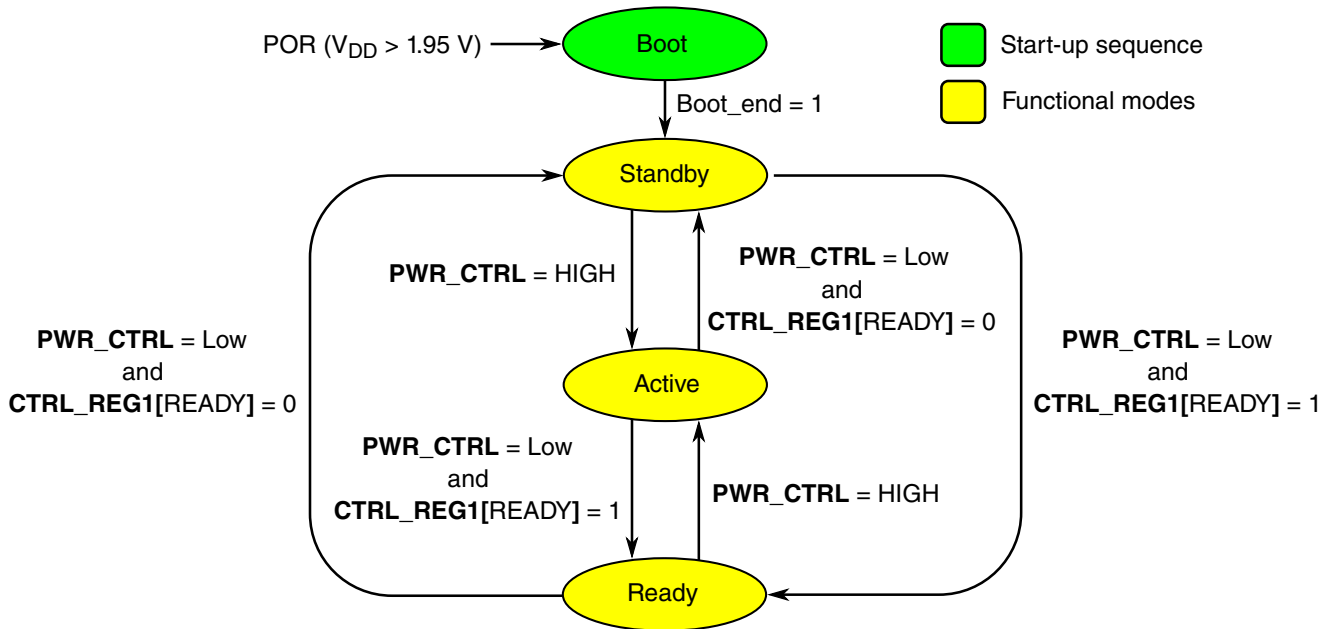 POR (VDD > 1.95 V)
Boot
Start-up sequence
Functional modes
Boot_end = 1
Standby
PWR_CTRL = HIGH
PWR_CTRL = Low
and
CTRL_REG1[READY] = 0
PWR_CTRL = Low
and
CTRL_REG1[READY] = 0
PWR_CTRL = Low
and
CTRL_REG1[READY] = 1
Active
PWR_CTRL = Low
and
CTRL_REG1[READY] = 1
PWR_CTRL = HIGH
Ready